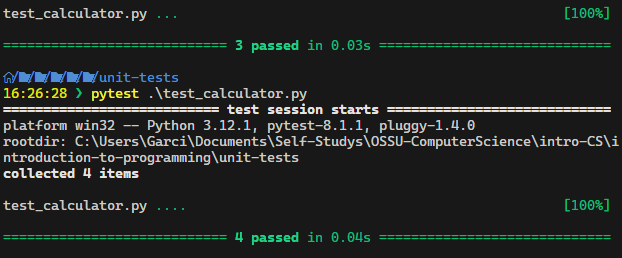 test_calculator.py ... [100%]
=========================== 3 passed in 0.03s ============================
/////unit-tests
16:26:28 ❯ pytest .\test_calculator.py
========================== test session starts ===========================
platform win32 -- Python 3.12.1, pytest-8.1.1, pluggy-1.4.0
rootdir: C:\Users\Garci\Documents\Self-Studys\OSSU-ComputerScience\intro-CS\i
ntroduction-to-programming\unit-tests
collected 4 items
test_calculator.py .... [100%]
=========================== 4 passed in 0.04s ============================